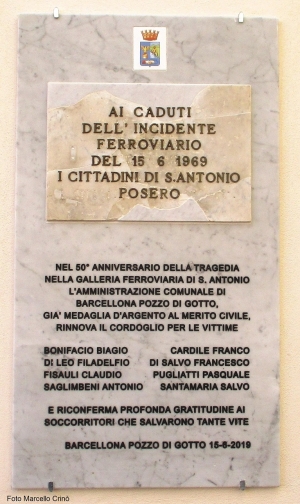 AI CADUTI
DELL'INCIDENTE
FERROVIARIO
DEL 15 6 1969
I CITTADINI DI S.ANTONIO
POSERO
NEL 50° ANNIVERSARIO DELLA TRAGEDIA
NELLA GALLERIA FERROVIARIA DI S. ANTONIO
L'AMMINISTRAZIONE COMUNALE DI
BARCELLONA POZZO DI GOTTO,
GIA' MEDAGLIA D'ARGENTO AL MERITO CIVILE,
RINNOVA IL CORDOGLIO PER LE VITTIME
BONIFACIO BIAGIO CARDILE FRANCO
DI LEO FILADELFIO DI SALVO FRANCESCO
FISAULI CLAUDIO PUGLIATTI PASQUALE
SAGLIMBENI ANTONIO SANTAMARIA SALVO
E RICONFERMA PROFONDA GRATITUDINE AI
SOCCORRITORI CHE SALVARONO TANTE VITE
BARCELLONA POZZO DI GOTTO 15-6-2019
Foto Marcello Crinò